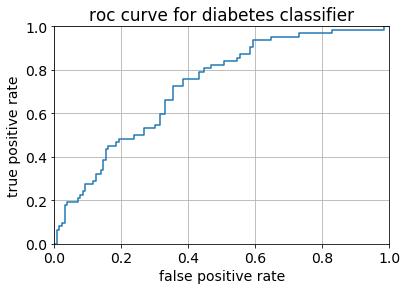 roc curve for diabetes classifier
true positive rate
1.0
0.8
0.6
0.4
0.2
0.0
0.0 0.2 0.4 0.6 0.8 1.0
false positive rate